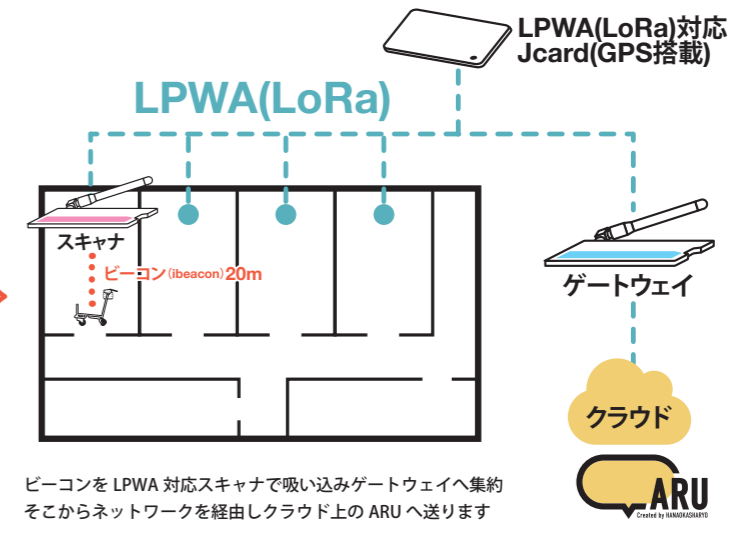 LPWA(LoRa)対応
Jcard(GPS搭載)
LPWA(LoRa)
スキャナ
ビーコン(ibeacon)20m
ゲートウェイ
クラウド
ARU
Created by HANAOKASHARYO
ビーコンを LPWA 対応スキャナで吸い込みゲートウェイへ集約
そこからネットワークを経由しクラウド上の ARU へ送ります